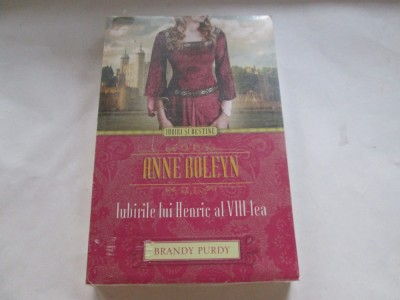 IUBIRI ȘI DESTINE
ANNE BOLEYN
Iubirile lui Henric al VIII-lea
BRANDY PURDY